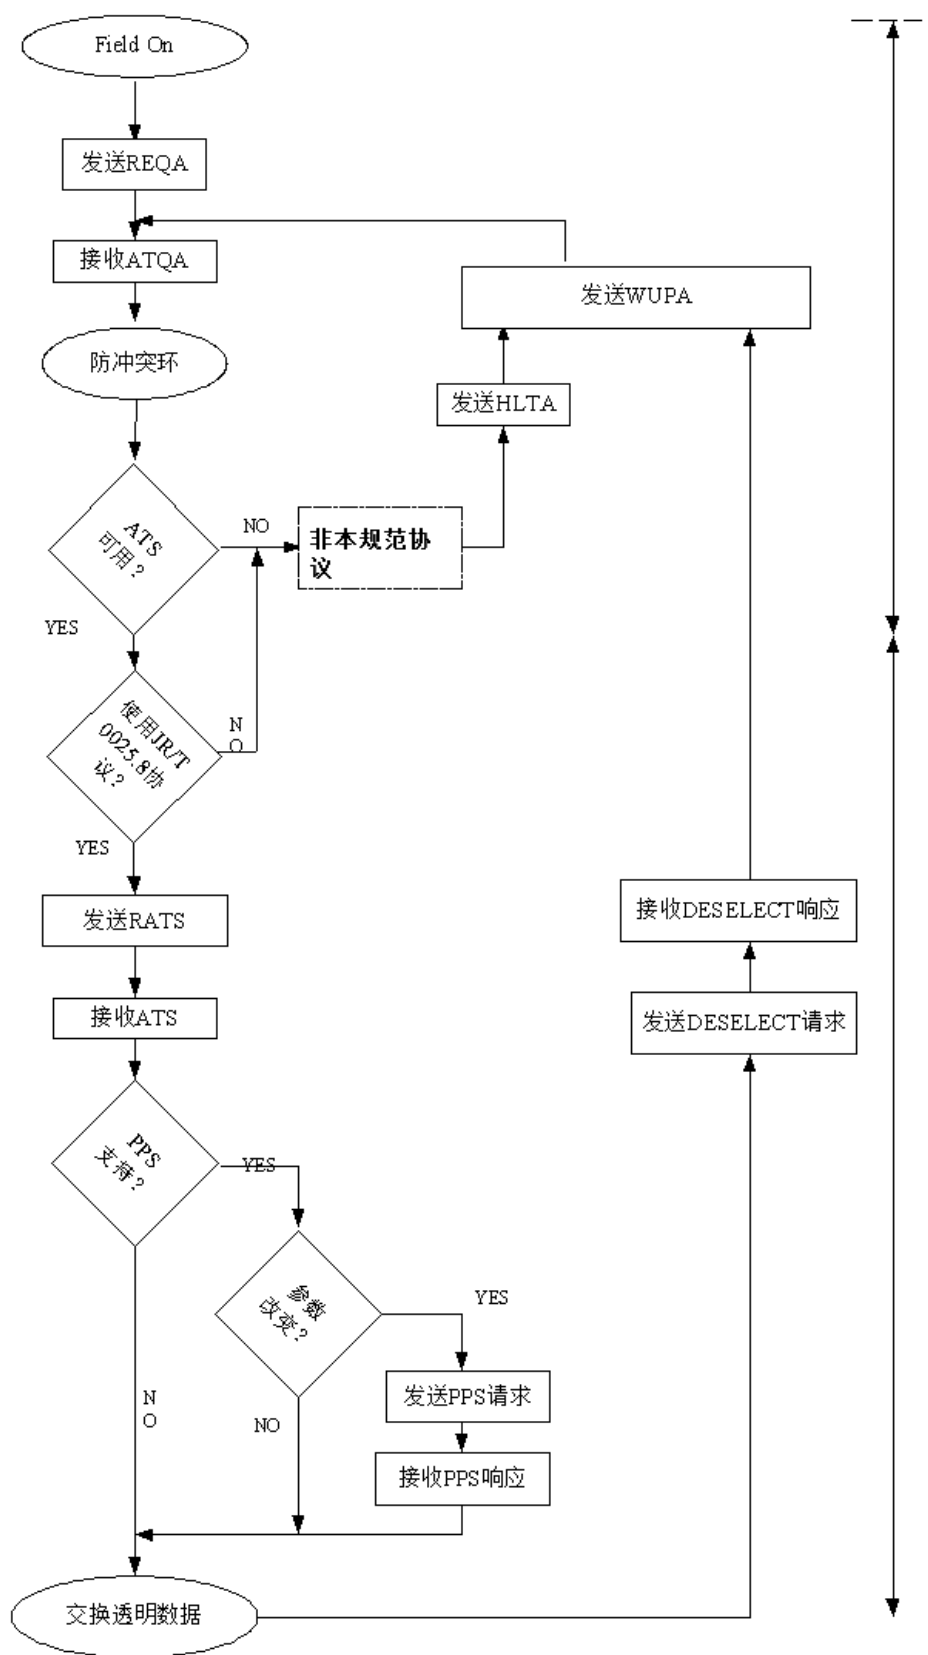 Field On
发送REQA
接收ATQA
发送WUPA
防冲突环
发送HLTA
ATS
可用?
NO
非本规范协
议
YES
使用JR/T
0025.8协
议?
N
O
YES
发送RATS
接收DESELECT响应
接收ATS
发送DESELECT请求
PPS
支持?
YES
参数
改变?
YES
发送PPS请求
N
O
NO
接收PPS响应
交换透明数据